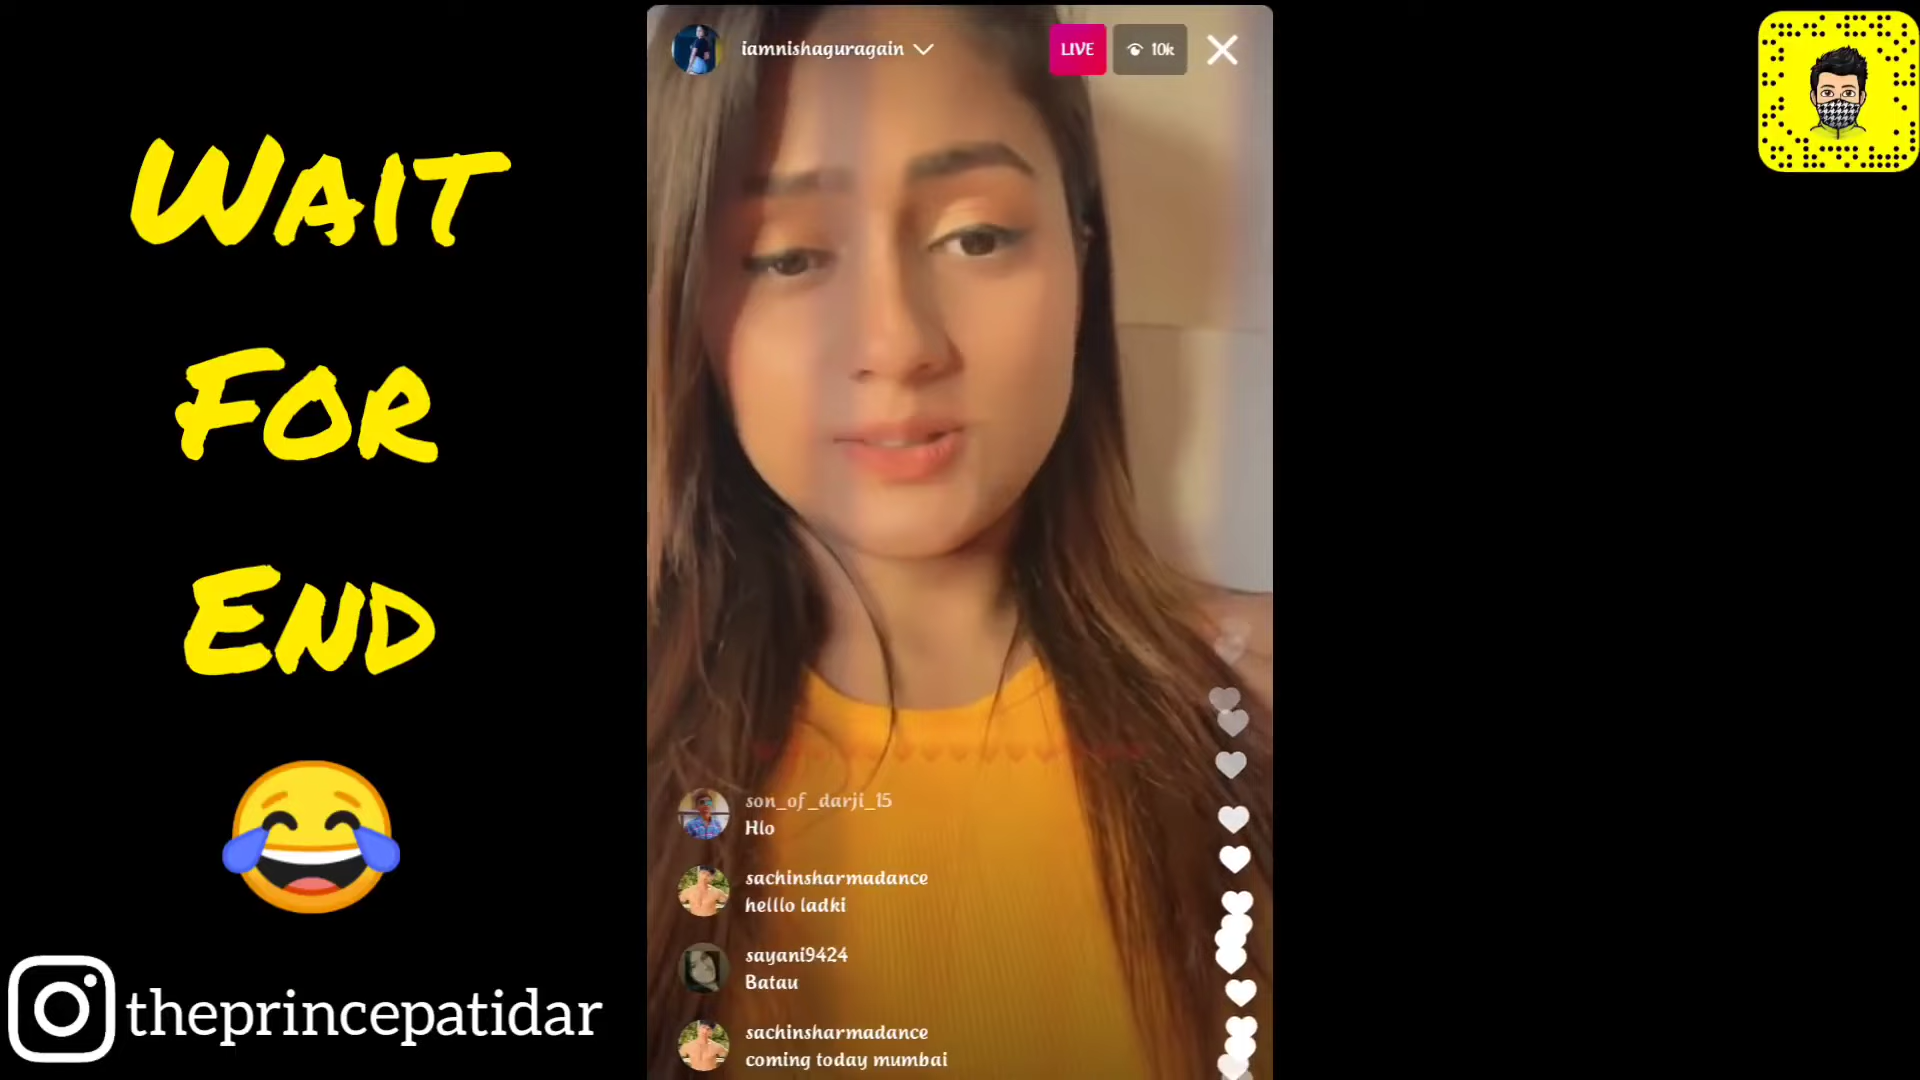 WAIT
FOR
END
theprincepatidar
iamnishaguragain
LIVE
10k
son_of_darji_15
Hlo
sachinsharmadance
helllo ladki
sayani9424
Batau
sachinsharmadance
coming today mumbai